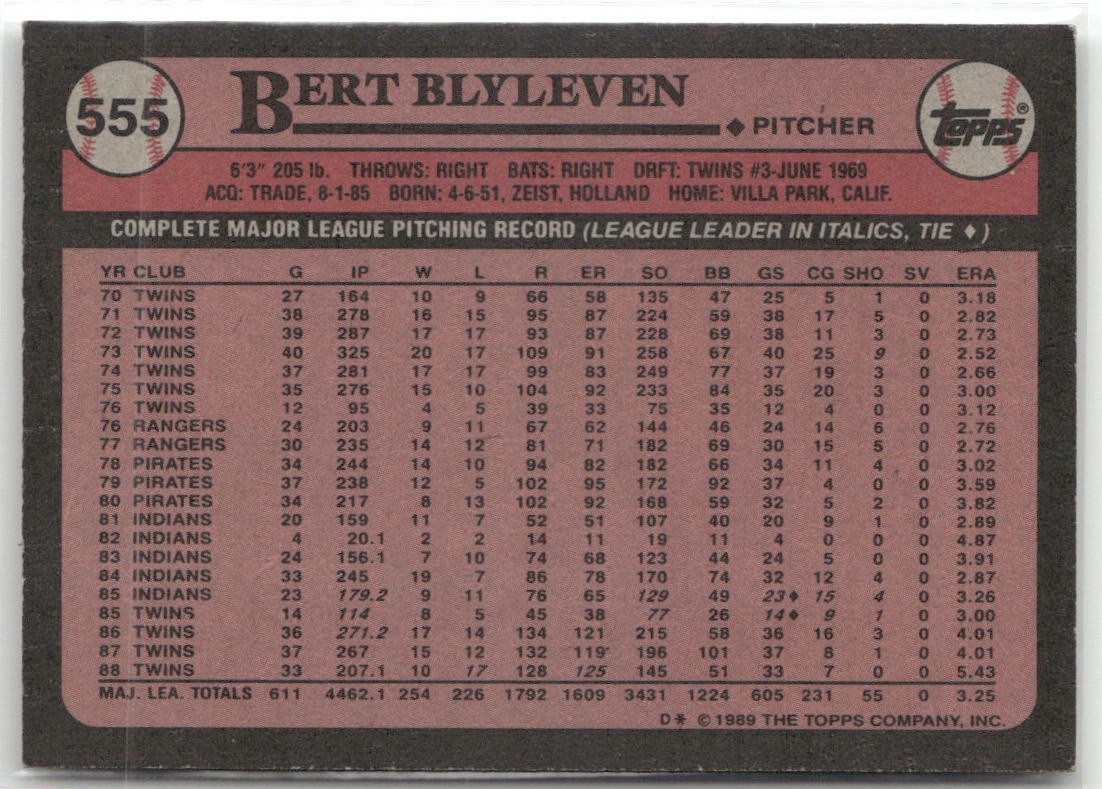 555
BERT BLYLEVEN
◆ PITCHER
topps®
6'3" 205 lb. THROWS: RIGHT BATS: RIGHT DRFT: TWINS #3-JUNE 1969
ACQ: TRADE, 8-1-85 BORN: 4-6-51, ZEIST, HOLLAND HOME: VILLA PARK, CALIF.
COMPLETE MAJOR LEAGUE PITCHING RECORD (LEAGUE LEADER IN ITALICS, TIE ♦)
YR CLUB G IP W L R ER SO BB GS CG SHO SV ERA
70 TWINS 27 164 10 9 66 58 135 47 25 5 1 0 3.18
71 TWINS 38 278 16 15 95 87 224 59 38 17 5 0 2.82
72 TWINS 39 287 17 17 93 87 228 69 38 11 3 0 2.73
73 TWINS 40 325 20 17 109 91 258 67 40 25 9 0 2.52
74 TWINS 37 281 17 17 99 83 249 77 37 19 3 0 2.66
75 TWINS 35 276 15 10 104 92 233 84 35 20 3 0 3.00
76 TWINS 12 95 4 5 39 33 75 35 12 4 0 0 3.12
76 RANGERS 24 203 9 11 67 62 144 46 24 14 6 0 2.76
77 RANGERS 30 235 14 12 81 71 182 69 30 15 5 0 2.72
78 PIRATES 34 244 14 10 94 82 182 66 34 11 4 0 3.02
79 PIRATES 37 238 12 5 102 95 172 92 37 4 0 0 3.59
80 PIRATES 34 217 8 13 102 92 168 59 32 5 2 0 3.82
81 INDIANS 20 159 11 7 52 51 107 40 20 9 1 0 2.89
82 INDIANS 4 20.1 2 2 14 11 19 11 4 0 0 0 4.87
83 INDIANS 24 156.1 7 10 74 68 123 44 24 5 0 0 3.91
84 INDIANS 33 245 19 7 86 78 170 74 32 12 4 0 2.87
85 INDIANS 23 179.2 9 11 76 65 129 49 23♦ 15 4 0 3.26
85 TWINS 14 114 8 5 45 38 77 26 14♦ 9 1 0 3.00
86 TWINS 36 271.2 17 14 134 121 215 58 36 16 3 0 4.01
87 TWINS 37 267 15 12 132 119 196 101 37 8 1 0 4.01
88 TWINS 33 207.1 10 17 128 125 145 51 33 7 0 0 5.43
MAJ. LEA. TOTALS 611 4462.1 254 226 1792 1609 3431 1224 605 231 55 0 3.25
D* © 1989 THE TOPPS COMPANY, INC.